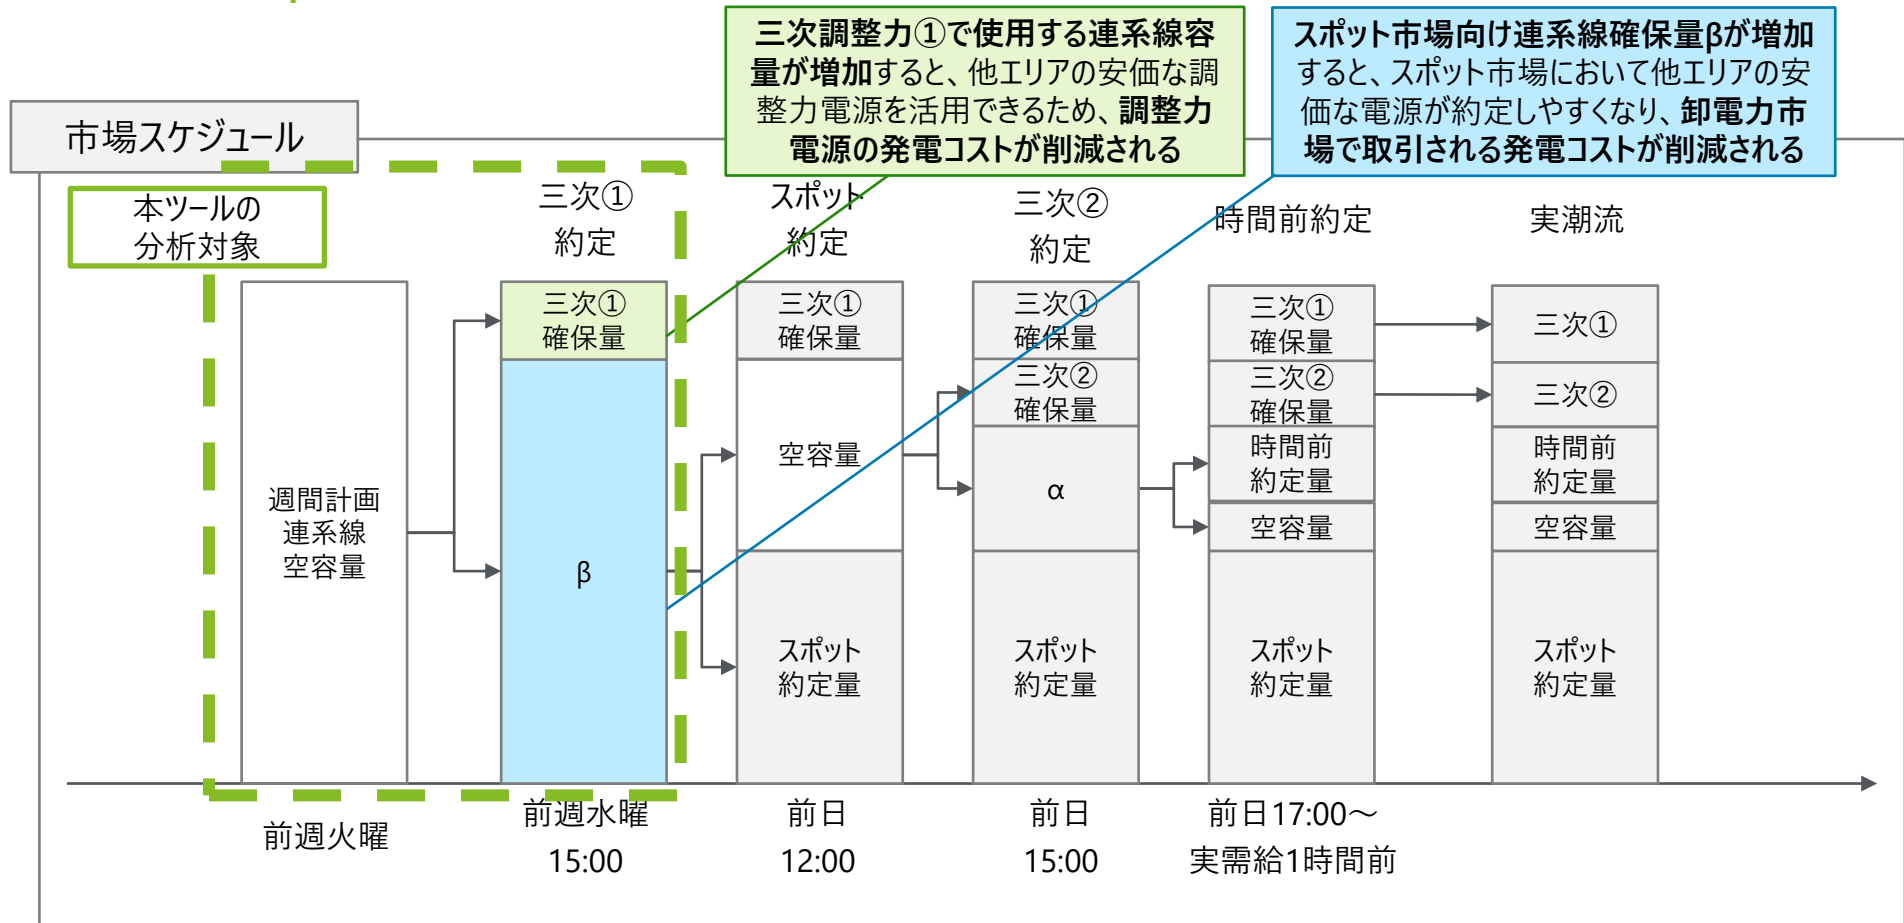 三次調整力①で使用する連系線容
量が増加すると、他エリアの安価な調
整力電源を活用できるため、調整力
電源の発電コストが削減される
スポット市場向け連系線確保量βが増加
すると、スポット市場において他エリアの安
価な電源が約定しやすくなり、卸電力市
場で取引される発電コストが削減される
市場スケジュール
本ツールの
分析対象
三次①
約定
スポット
約定
三次②
約定
時間前約定
実潮流
週間計画
連系線
空容量
三次①
確保量
β
三次①
確保量
空容量
スポット
約定量
三次①
確保量
三次②
確保量
α
スポット
約定量
三次①
確保量
三次②
確保量
時間前
約定量
空容量
スポット
約定量
三次①
三次②
時間前
約定量
空容量
スポット
約定量
前週火曜
前週水曜
15:00
前日
12:00
前日
15:00
前日17:00～
実需給1時間前